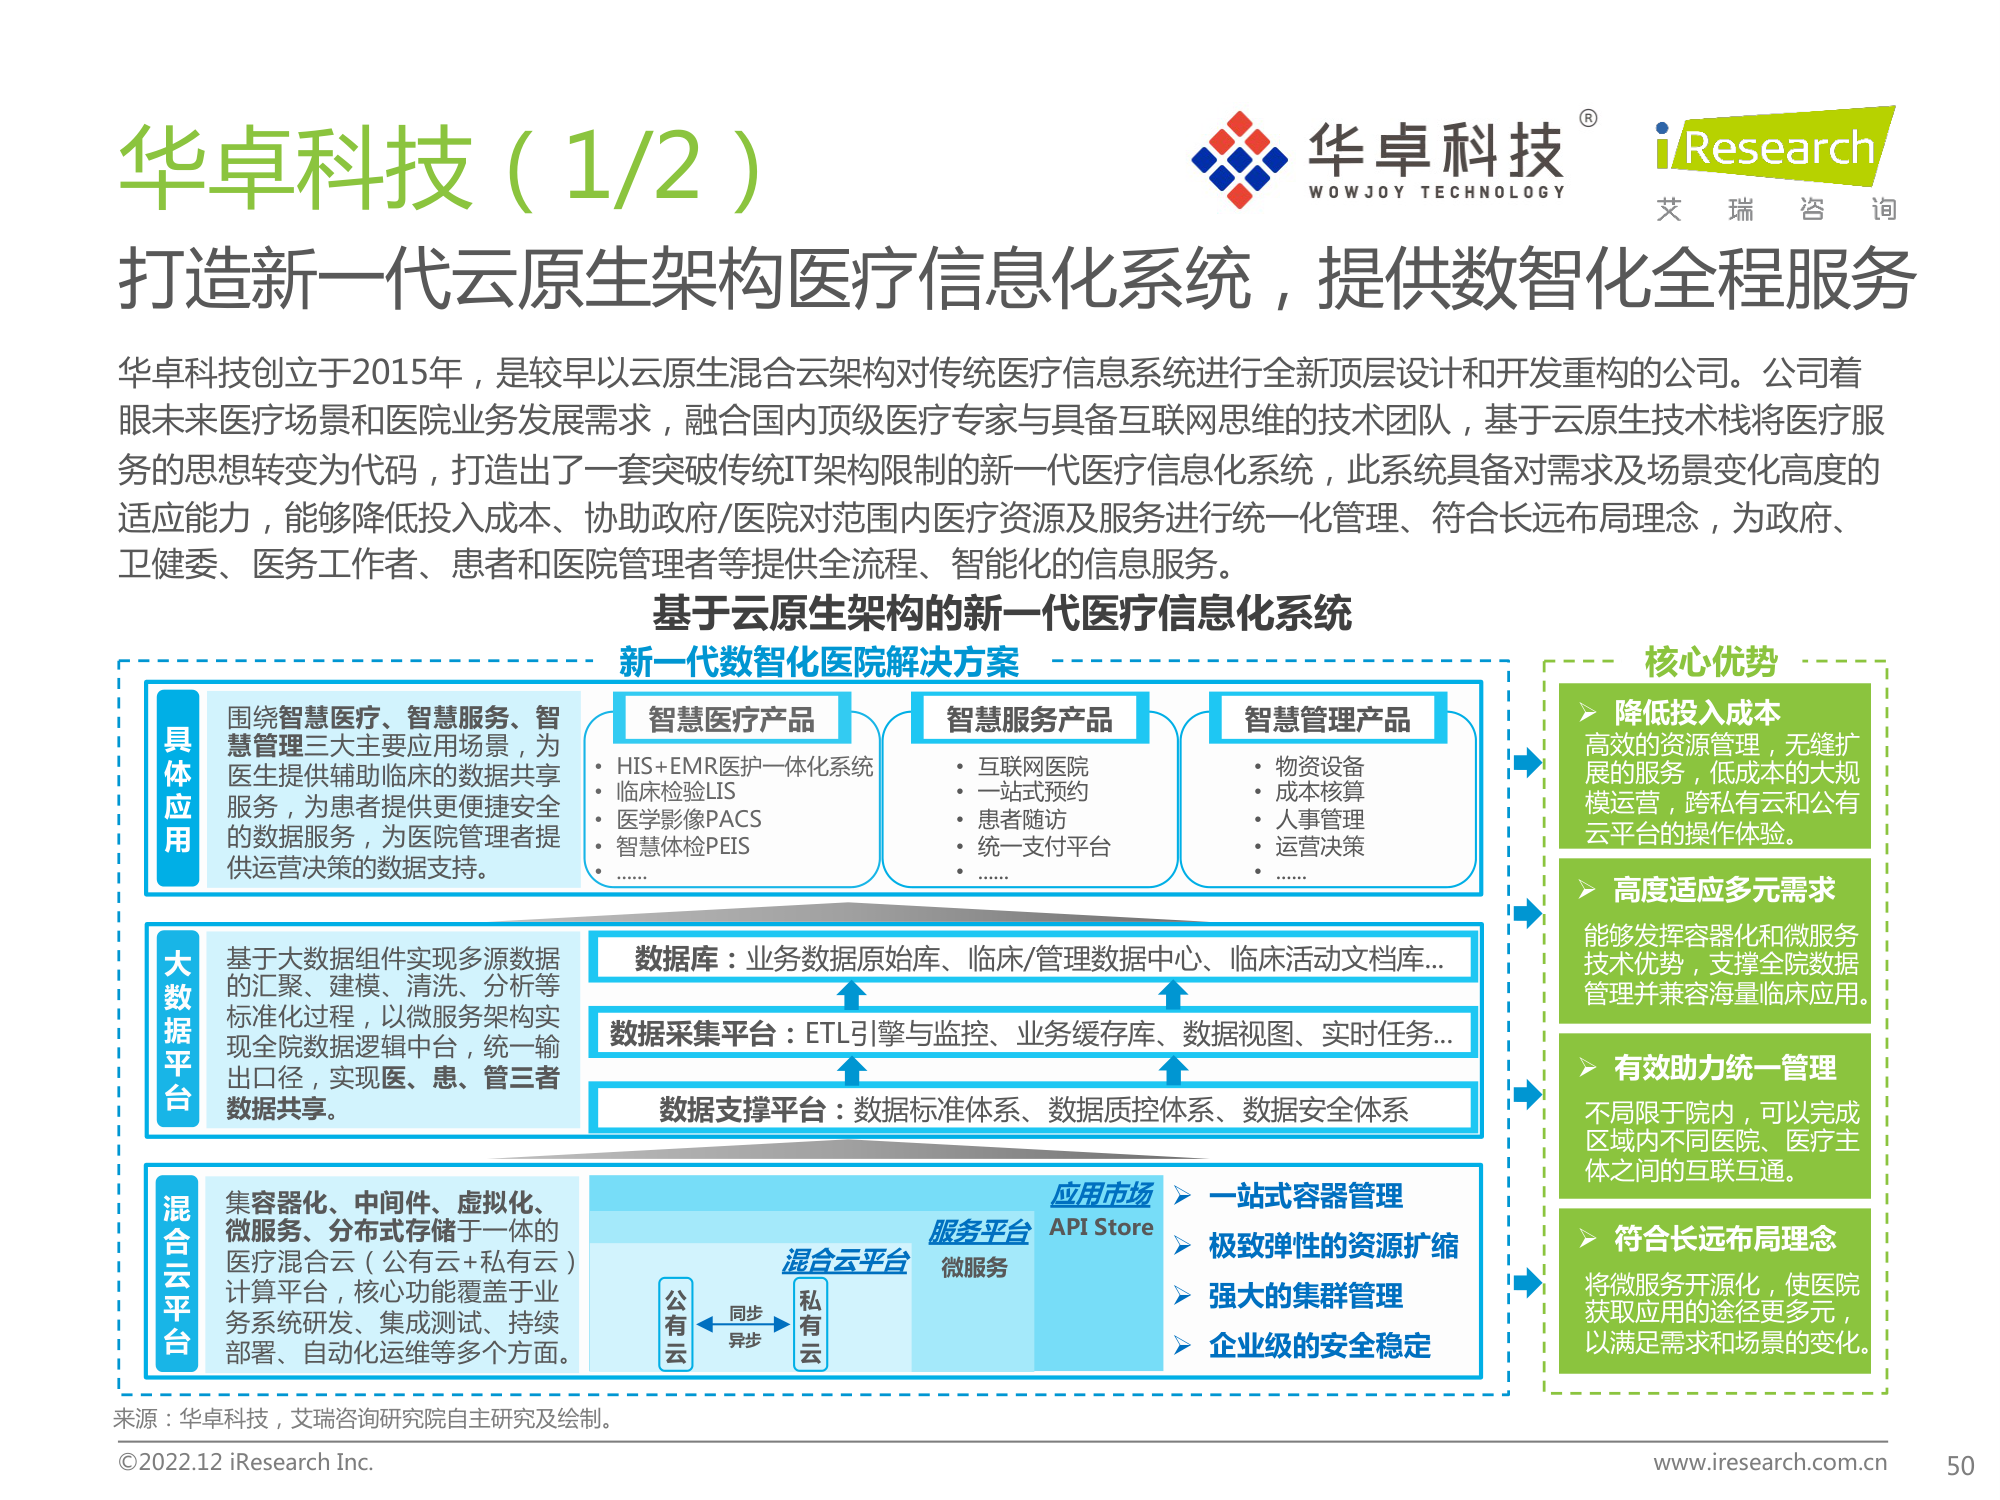 华卓科技（1/2）
华卓科技®
WOWJOY TECHNOLOGY
iResearch
艾瑞咨询
打造新一代云原生架构医疗信息化系统，提供数智化全程服务
华卓科技创立于2015年，是较早以云原生混合云架构对传统医疗信息系统进行全新顶层设计和开发重构的公司。公司着
眼未来医疗场景和医院业务发展需求，融合国内顶级医疗专家与具备互联网思维的技术团队，基于云原生技术栈将医疗服
务的思想转变为代码，打造出了一套突破传统IT架构限制的新一代医疗信息化系统，此系统具备对需求及场景变化高度的
适应能力，能够降低投入成本、协助政府/医院对范围内医疗资源及服务进行统一化管理、符合长远布局理念，为政府、
卫健委、医务工作者、患者和医院管理者等提供全流程、智能化的信息服务。
基于云原生架构的新一代医疗信息化系统
新一代数智化医院解决方案
具体应用
围绕智慧医疗、智慧服务、智
慧管理三大主要应用场景，为
医生提供辅助临床的数据共享
服务，为患者提供更便捷安全
的数据服务，为医院管理者提
供运营决策的数据支持。
智慧医疗产品
• HIS+EMR医护一体化系统
• 临床检验LIS
• 医学影像PACS
• 智慧体检PEIS
• ……
智慧服务产品
• 互联网医院
• 一站式预约
• 患者随访
• 统一支付平台
• ……
智慧管理产品
• 物资设备
• 成本核算
• 人事管理
• 运营决策
• ……
大数据平台
基于大数据组件实现多源数据
的汇聚、建模、清洗、分析等
标准化过程，以微服务架构实
现全院数据逻辑中台，统一输
出口径，实现医、患、管三者
数据共享。
数据库：业务数据原始库、临床/管理数据中心、临床活动文档库...
数据采集平台：ETL引擎与监控、业务缓存库、数据视图、实时任务...
数据支撑平台：数据标准体系、数据质控体系、数据安全体系
混合云平台
集容器化、中间件、虚拟化、
微服务、分布式存储于一体的
医疗混合云（公有云+私有云）
计算平台，核心功能覆盖于业
务系统研发、集成测试、持续
部署、自动化运维等多个方面。
应用市场
API Store
服务平台
微服务
混合云平台
公有云
同步
异步
私有云
➢ 一站式容器管理
➢ 极致弹性的资源扩缩
➢ 强大的集群管理
➢ 企业级的安全稳定
核心优势
➢ 降低投入成本
高效的资源管理，无缝扩
展的服务，低成本的大规
模运营，跨私有云和公有
云平台的操作体验。
➢ 高度适应多元需求
能够发挥容器化和微服务
技术优势，支撑全院数据
管理并兼容海量临床应用。
➢ 有效助力统一管理
不局限于院内，可以完成
区域内不同医院、医疗主
体之间的互联互通。
➢ 符合长远布局理念
将微服务开源化，使医院
获取应用的途径更多元，
以满足需求和场景的变化。
来源：华卓科技，艾瑞咨询研究院自主研究及绘制。
©2022.12 iResearch Inc.
www.iresearch.com.cn
50